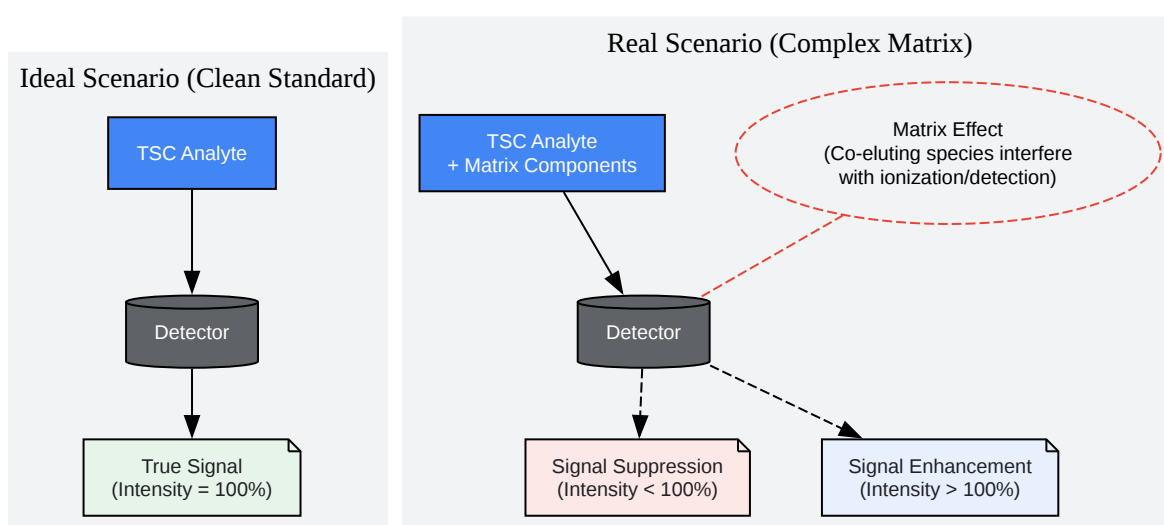 Ideal Scenario (Clean Standard)
TSC Analyte
Detector
True Signal
(Intensity = 100%)
Real Scenario (Complex Matrix)
TSC Analyte
+ Matrix Components
Matrix Effect
(Co-eluting species interfere
with ionization/detection)
Detector
Signal Suppression
(Intensity < 100%)
Signal Enhancement
(Intensity > 100%)